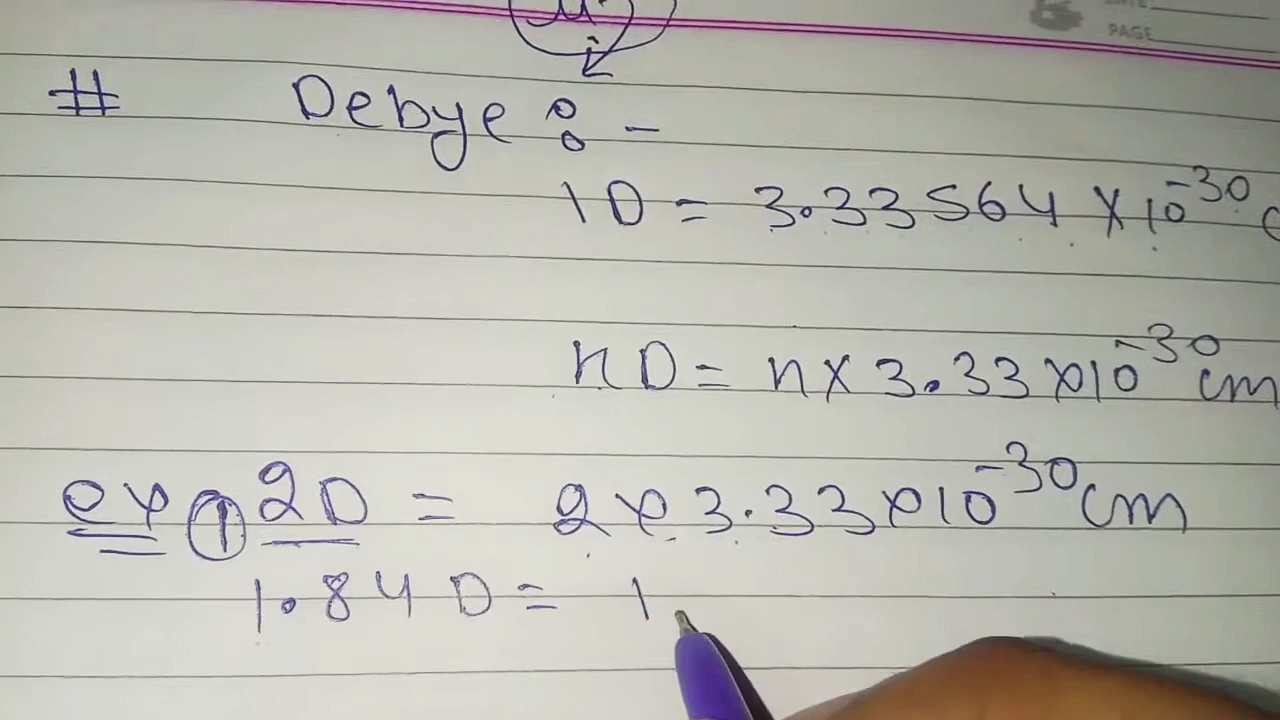 μ
PAGE
# Debye :-
1D = 3.33564 × 10⁻³⁰ c
nD = n × 3.33 × 10⁻³⁰ cm
ex ① 2D = 2 × 3.33 × 10⁻³⁰ cm
1.84 D = 1